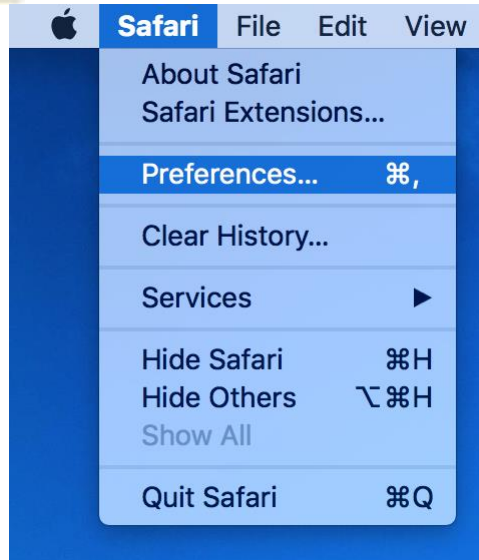 Safari File Edit View
About Safari
Safari Extensions...
Preferences... ⌘,
Clear History...
Services ▶
Hide Safari ⌘H
Hide Others ⌥⌘H
Show All
Quit Safari ⌘Q